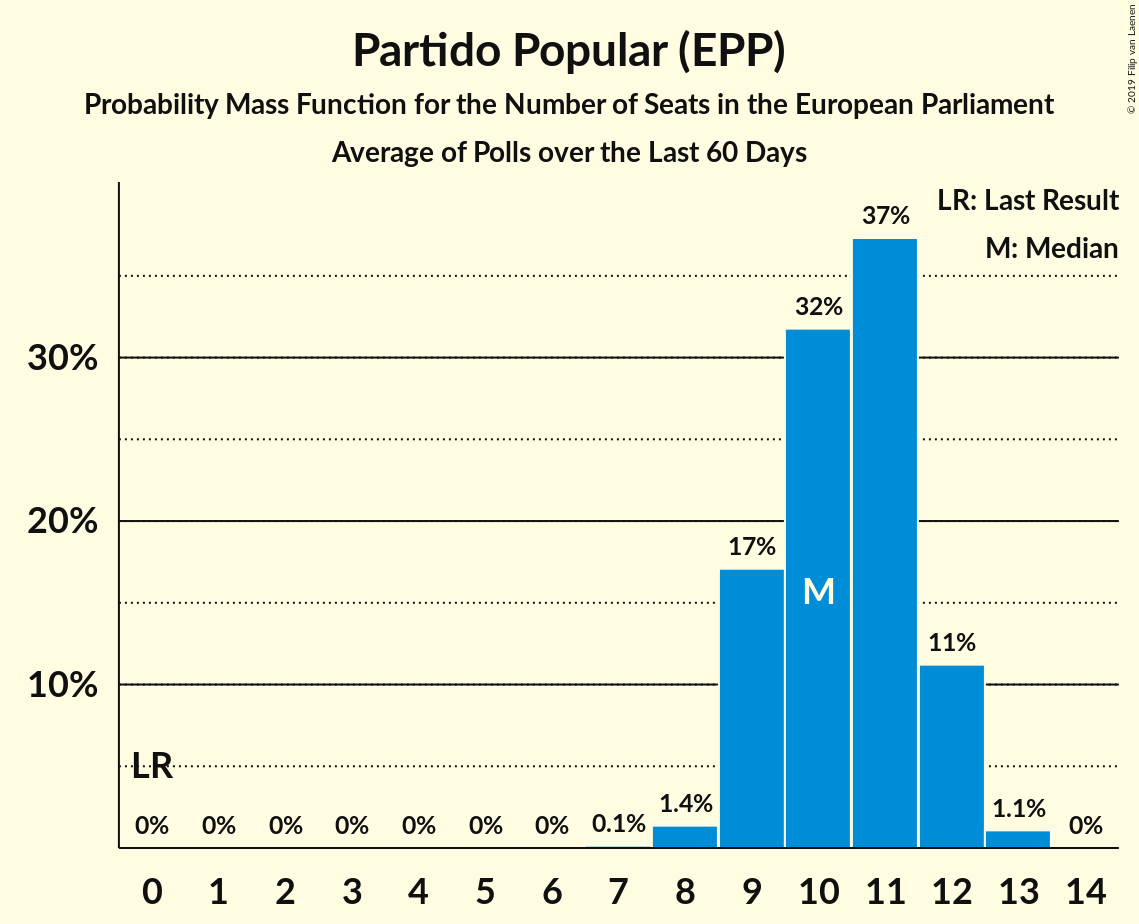 Partido Popular (EPP)
Probability Mass Function for the Number of Seats in the European Parliament
Average of Polls over the Last 60 Days
© 2019 Filip van Laenen
LR: Last Result
M: Median
37%
32%
30%
20%
17%
M
11%
10%
LR
0% 0% 0% 0% 0% 0% 0% 0.1% 1.4% 1.1% 0%
0 1 2 3 4 5 6 7 8 9 10 11 12 13 14